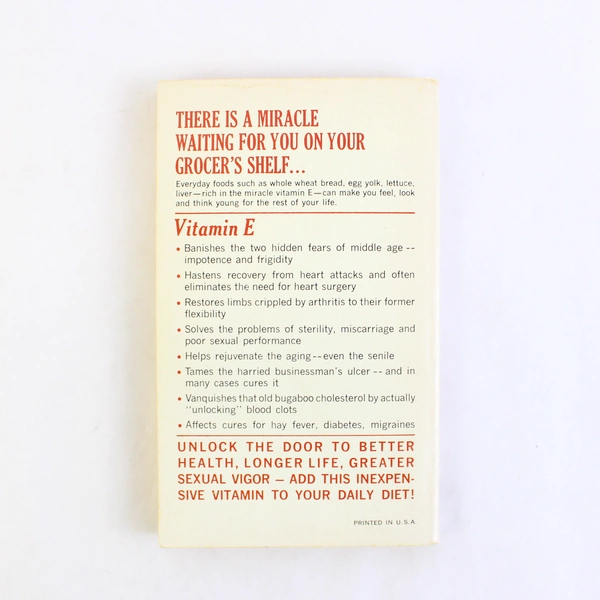 THERE IS A MIRACLE
WAITING FOR YOU ON YOUR
GROCER'S SHELF...
Everyday foods such as whole wheat bread, egg yolk, lettuce,
liver—rich in the miracle vitamin E—can make you feel, look
and think young for the rest of your life.
Vitamin E
• Banishes the two hidden fears of middle age --
impotence and frigidity
• Hastens recovery from heart attacks and often
eliminates the need for heart surgery
• Restores limbs crippled by arthritis to their former
flexibility
• Solves the problems of sterility, miscarriage and
poor sexual performance
• Helps rejuvenate the aging -- even the senile
• Tames the harried businessman's ulcer -- and in
many cases cures it
• Vanquishes that old bugaboo cholesterol by actually
"unlocking" blood clots
• Affects cures for hay fever, diabetes, migraines
UNLOCK THE DOOR TO BETTER
HEALTH, LONGER LIFE, GREATER
SEXUAL VIGOR — ADD THIS INEXPEN-
SIVE VITAMIN TO YOUR DAILY DIET!
PRINTED IN U.S.A.